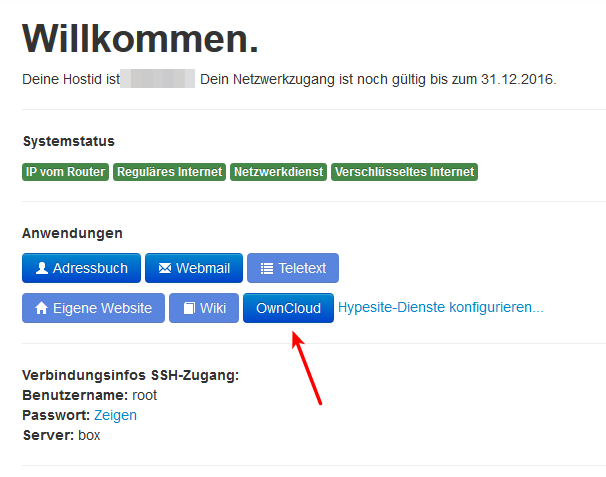 Willkommen.
Deine Hostid ist Dein Netzwerkzugang ist noch gültig bis zum 31.12.2016.
Systemstatus
IP vom Router Reguläres Internet Netzwerkdienst Verschlüsseltes Internet
Anwendungen
Adressbuch Webmail Teletext
Eigene Website Wiki OwnCloud Hypesite-Dienste konfigurieren...
Verbindungsinfos SSH-Zugang:
Benutzername: root
Passwort: Zeigen
Server: box